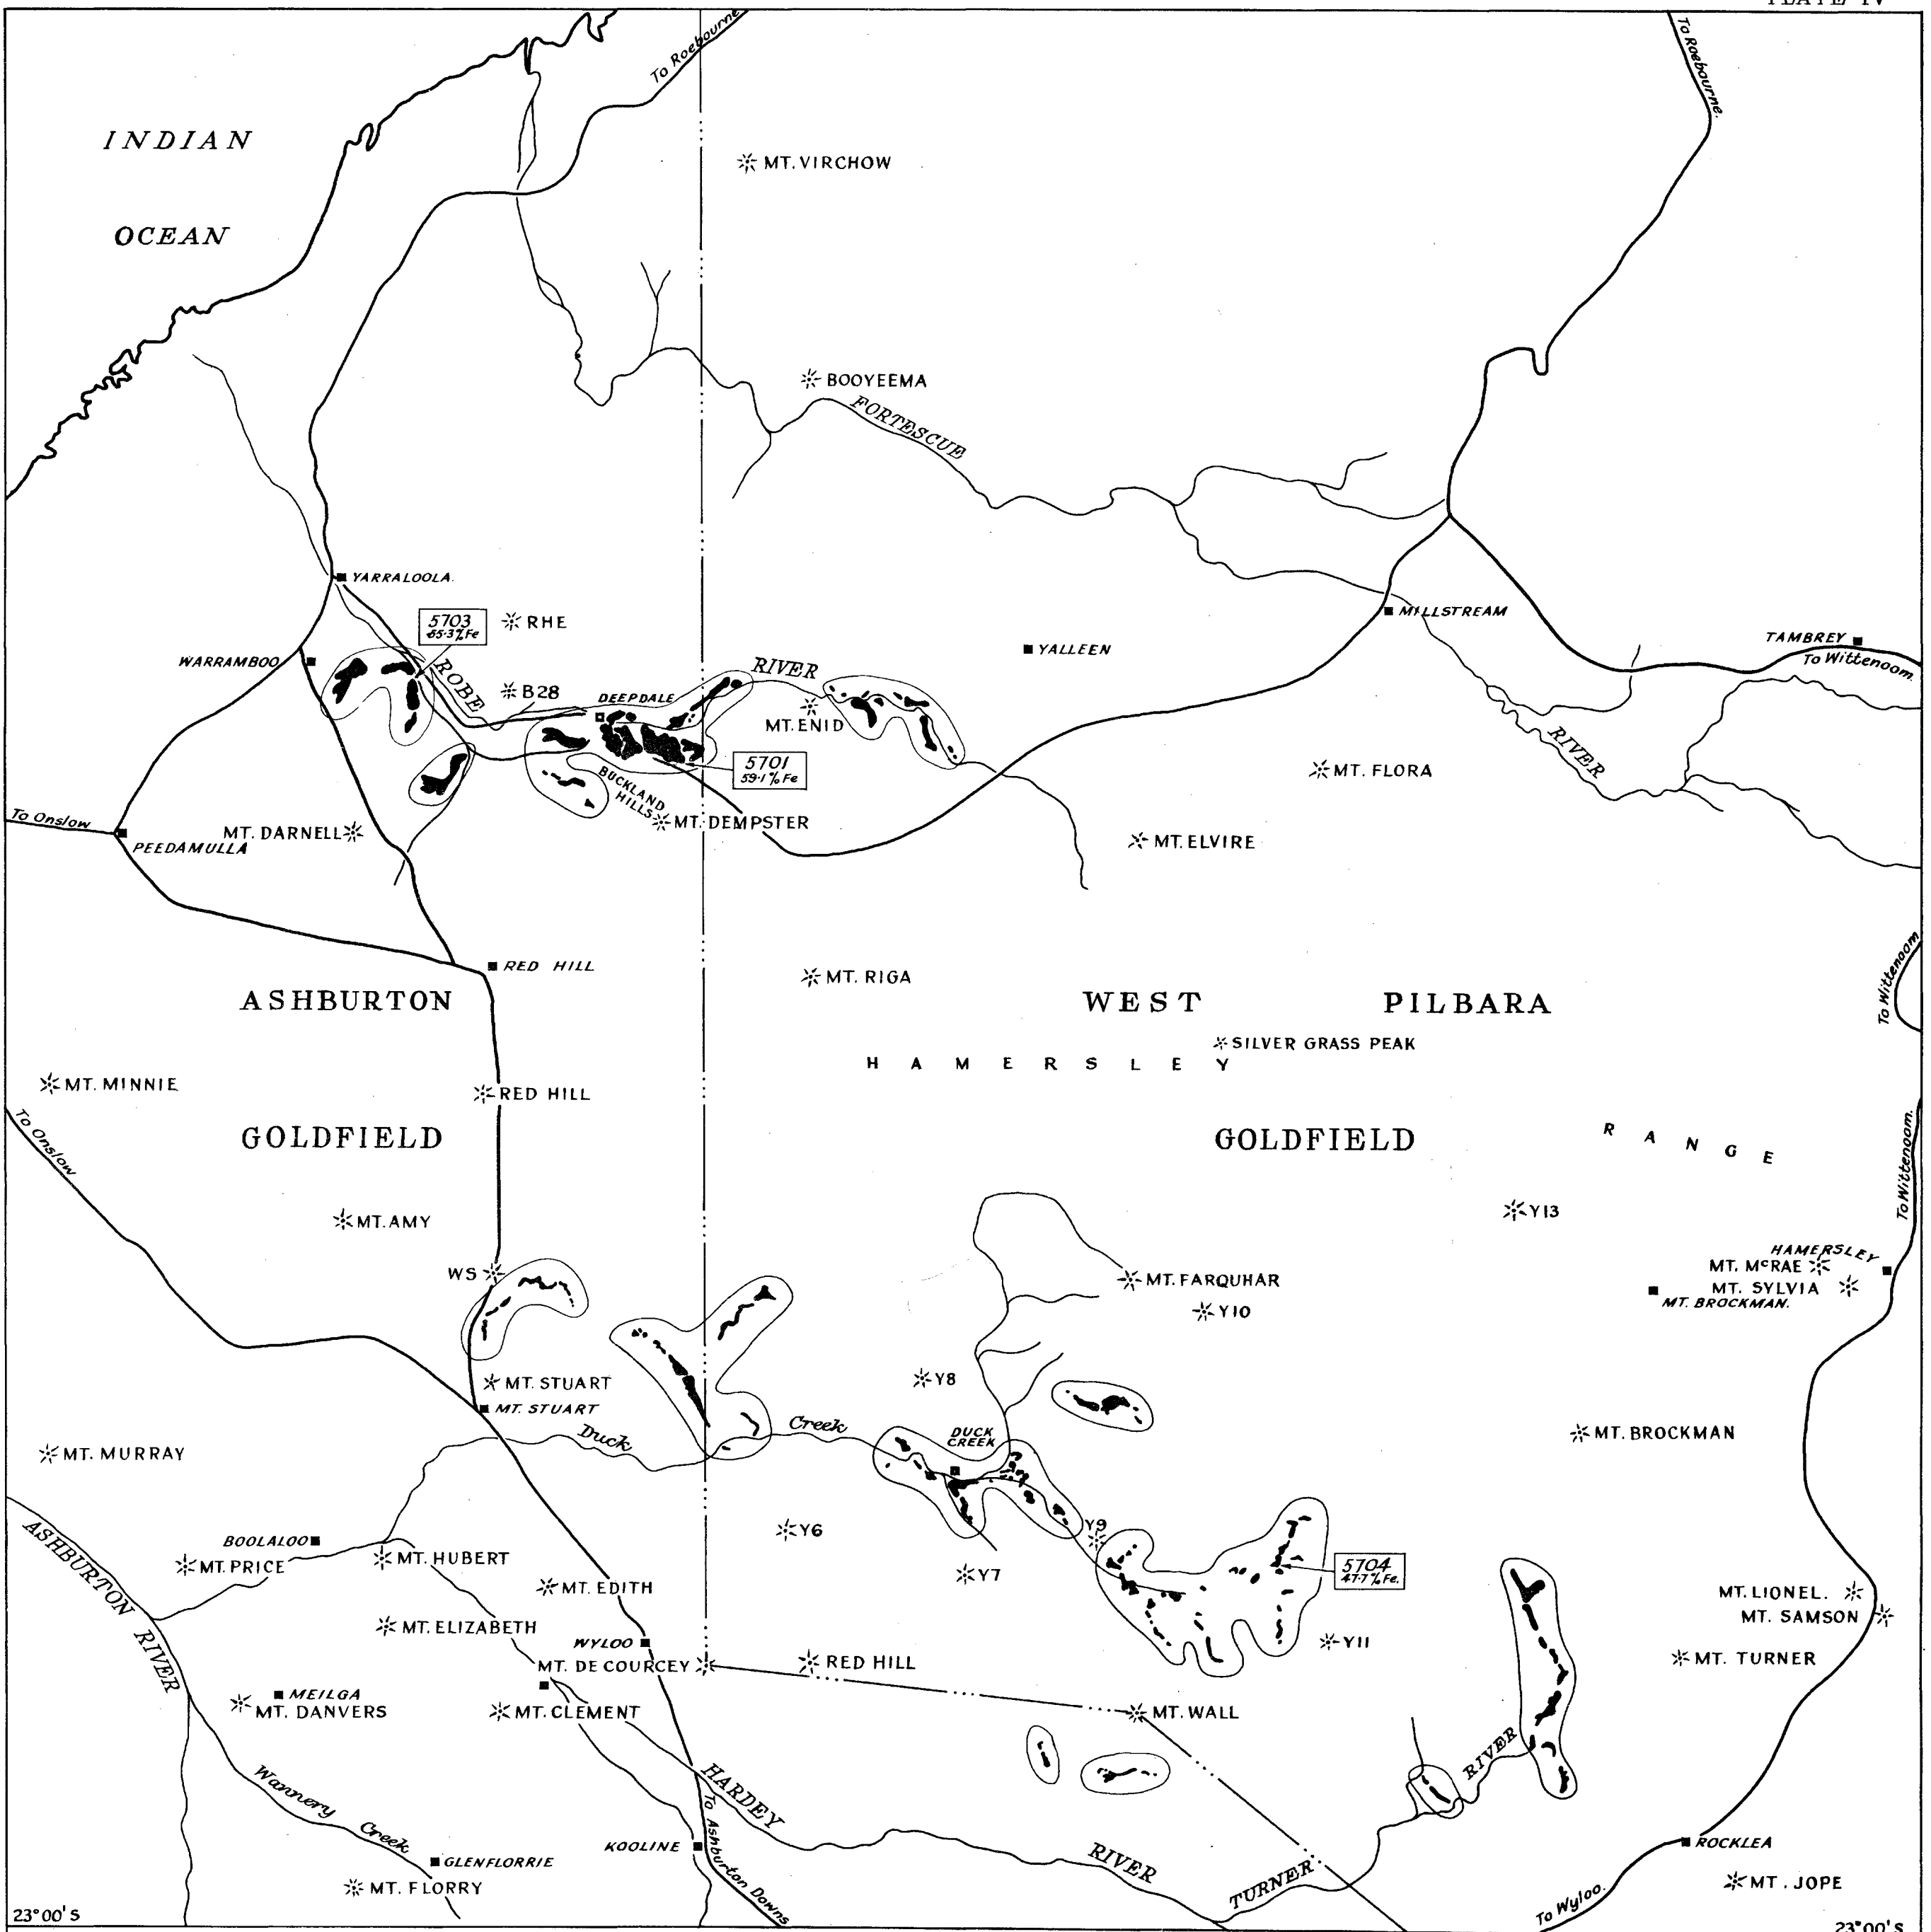 PLATE IV
To Roebourne
To Roebourne.
INDIAN
OCEAN
MT. VIRCHOW
BOOYEEMA
FORTESCUE
YARRALOOLA.
5703
55.3% Fe
RHE
MILLSTREAM
TAMBREY
To Wittenoom.
WARRAMBOO
ROBE
RIVER
YALLEEN
B28
DEEPDALE
MT. ENID
RIVER
5701
59.1% Fe
BUCKLAND
HILLS
MT. FLORA
To Onslow
PEEDAMULLA
MT. DARNELL
MT. DEMPSTER
MT. ELVIRE
RED HILL
MT. RIGA
To Wittenoom
ASHBURTON
WEST PILBARA
SILVER GRASS PEAK
HAMERSLEY
MT. MINNIE
RED HILL
To Onslow
GOLDFIELD
GOLDFIELD
RANGE
To Wittenoom.
MT. AMY
Y13
WS
MT. FARQUHAR
HAMERSLEY
MT. McRAE
MT. SYLVIA
MT. BROCKMAN.
Y10
MT. STUART
MT. STUART
Y8
Duck
Creek
DUCK
CREEK
MT. BROCKMAN
MT. MURRAY
ASHBURTON
RIVER
BOOLALOO
MT. PRICE
MT. HUBERT
Y6
Y9
Y7
5704
47.7% Fe.
MT. EDITH
MT. LIONEL.
MT. SAMSON
MT. ELIZABETH
WYLOO
Y11
MT. DE COURCEY
RED HILL
MT. TURNER
MEILGA
MT. DANVERS
MT. CLEMENT
MT. WALL
RIVER
HARDEY
To Ashburton Downs
Wannery
Creek
KOOLINE
GLENFLORRIE
RIVER
TURNER
ROCKLEA
MT. FLORRY
MT. JOPE
To Wyloo.
23°00' S
23°00' S